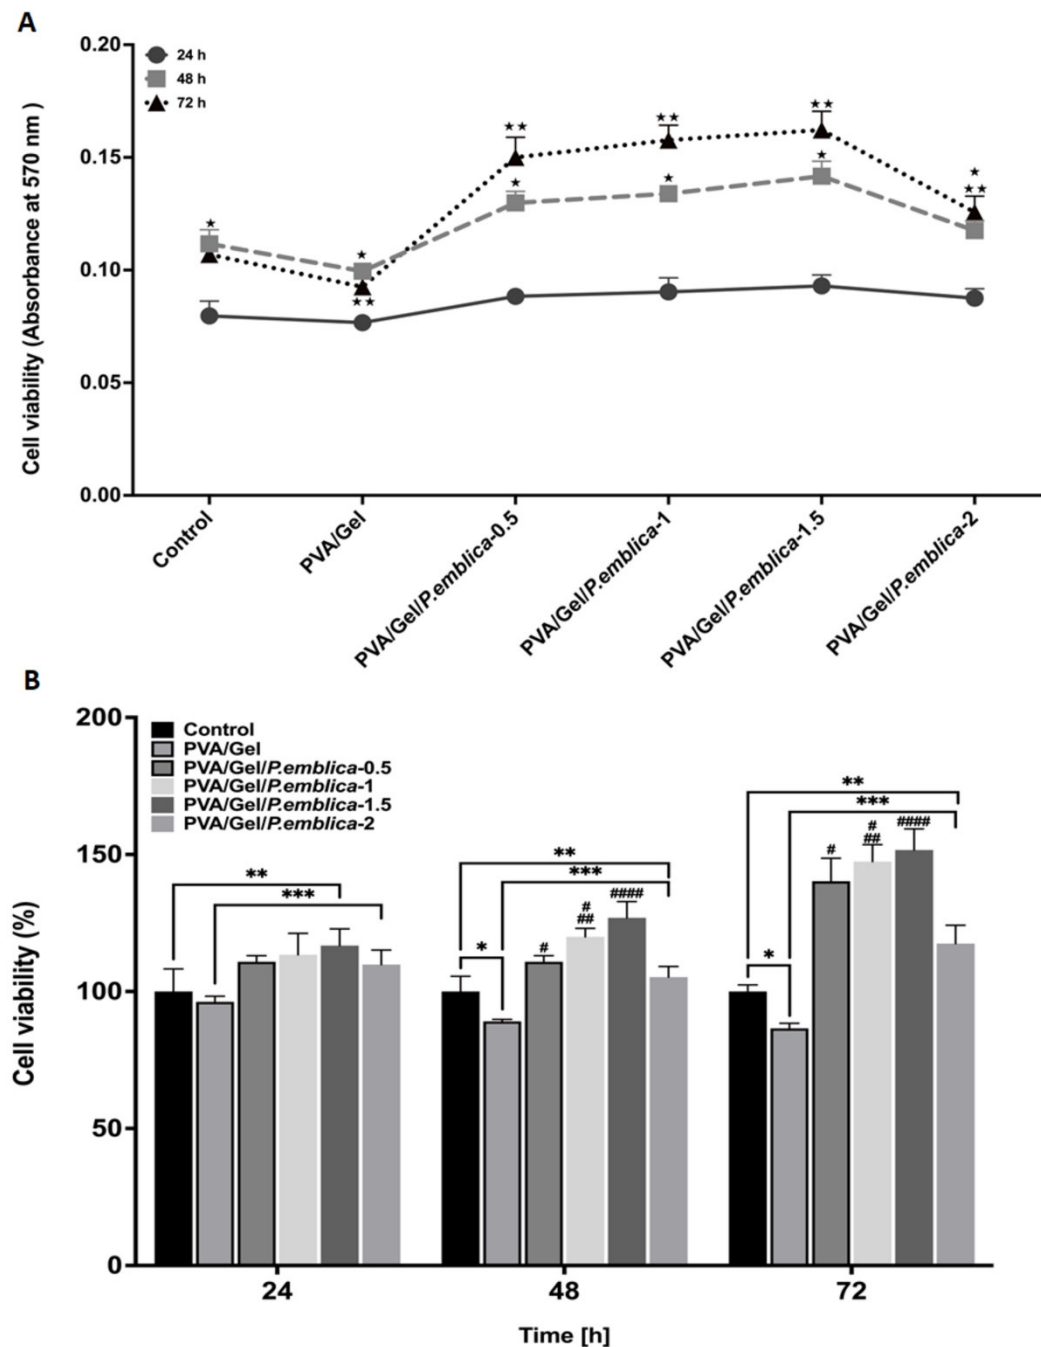 A
0.20
24 h
48 h
72 h
★★
★★
★★
★
0.15
★
★
★
★★
★
★
0.10
★★
0.05
0.00
Cell viability (Absorbance at 570 nm )
Control
PVA/Gel
PVA/Gel/P.emblica-0.5
PVA/Gel/P.emblica-1
PVA/Gel/P.emblica-1.5
PVA/Gel/P.emblica-2
B
200
Control
PVA/Gel
PVA/Gel/P.emblica-0.5
PVA/Gel/P.emblica-1
PVA/Gel/P.emblica-1.5
PVA/Gel/P.emblica-2
**
***
#
#
##
####
150
**
***
**
***
#
#
##
####
*
*
100
50
0
Cell viability (%)
24
48
72
Time [h]